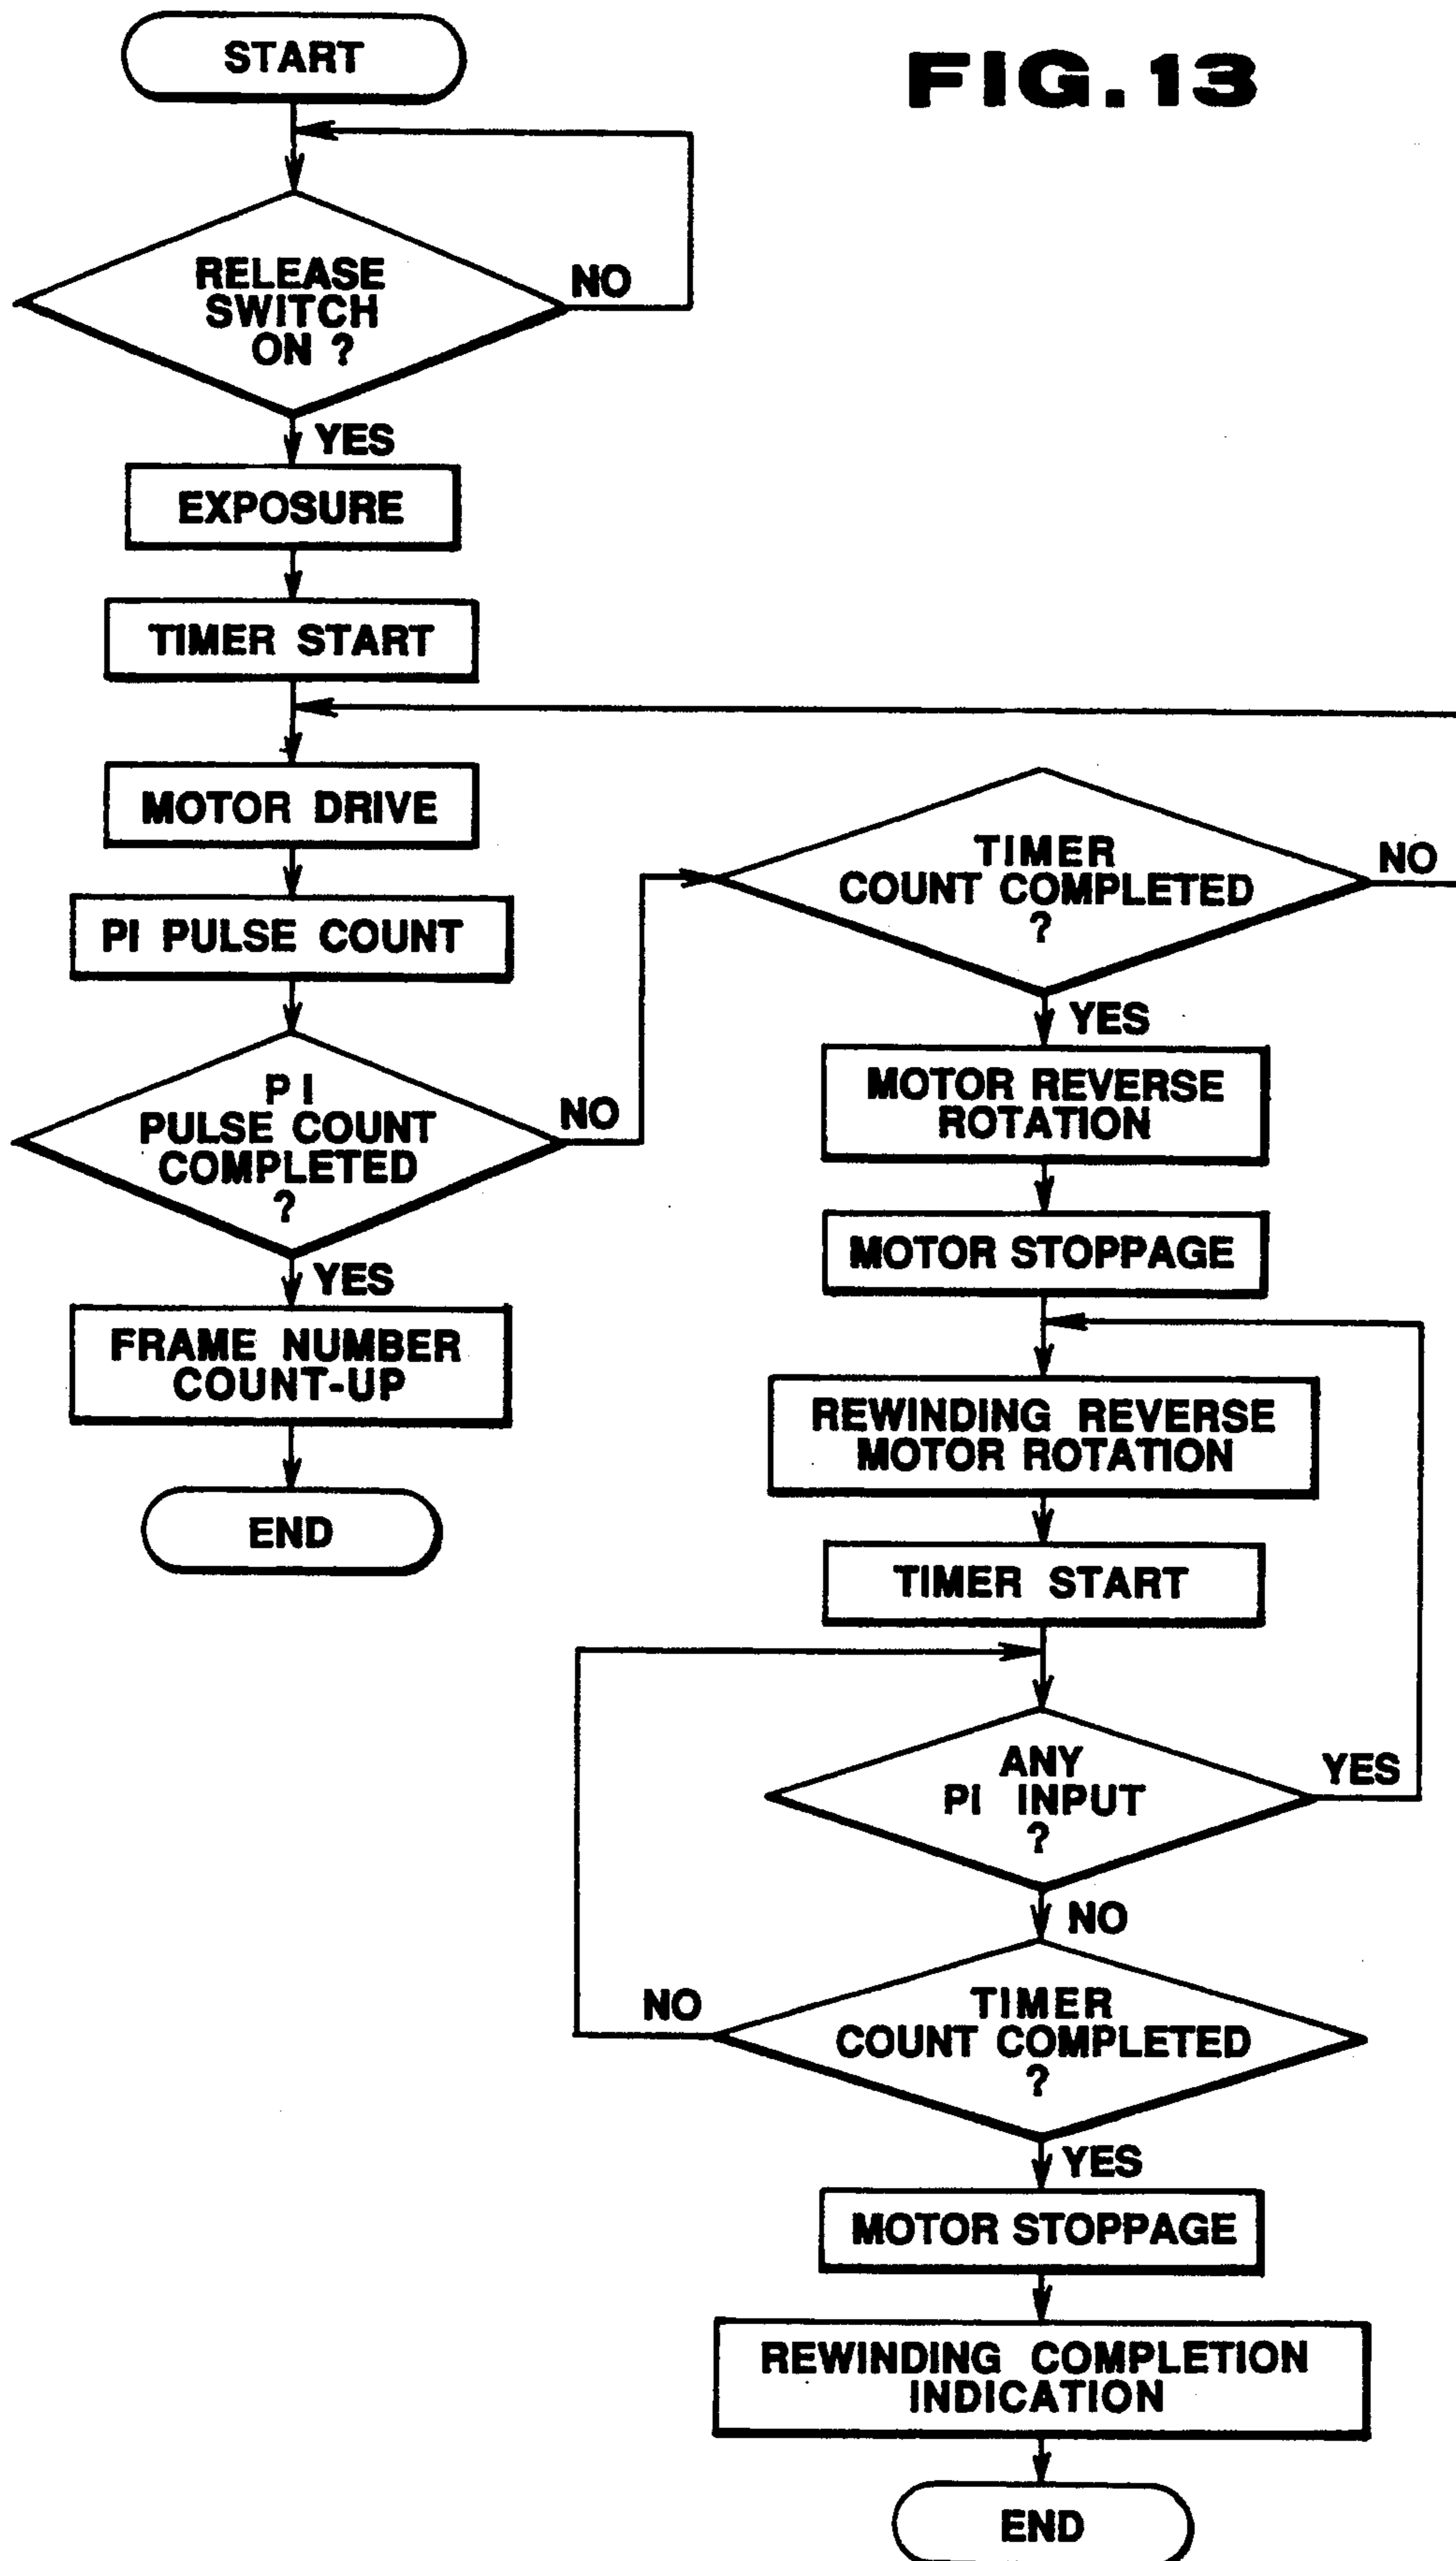 FIG.13
START
RELEASE
SWITCH
ON ?
NO
YES
EXPOSURE
TIMER START
MOTOR DRIVE
PI PULSE COUNT
PI
PULSE COUNT
COMPLETED
?
NO
YES
FRAME NUMBER
COUNT-UP
END
TIMER
COUNT COMPLETED
?
NO
YES
MOTOR REVERSE
ROTATION
MOTOR STOPPAGE
REWINDING REVERSE
MOTOR ROTATION
TIMER START
ANY
PI INPUT
?
YES
NO
TIMER
COUNT COMPLETED
?
NO
YES
MOTOR STOPPAGE
REWINDING COMPLETION
INDICATION
END